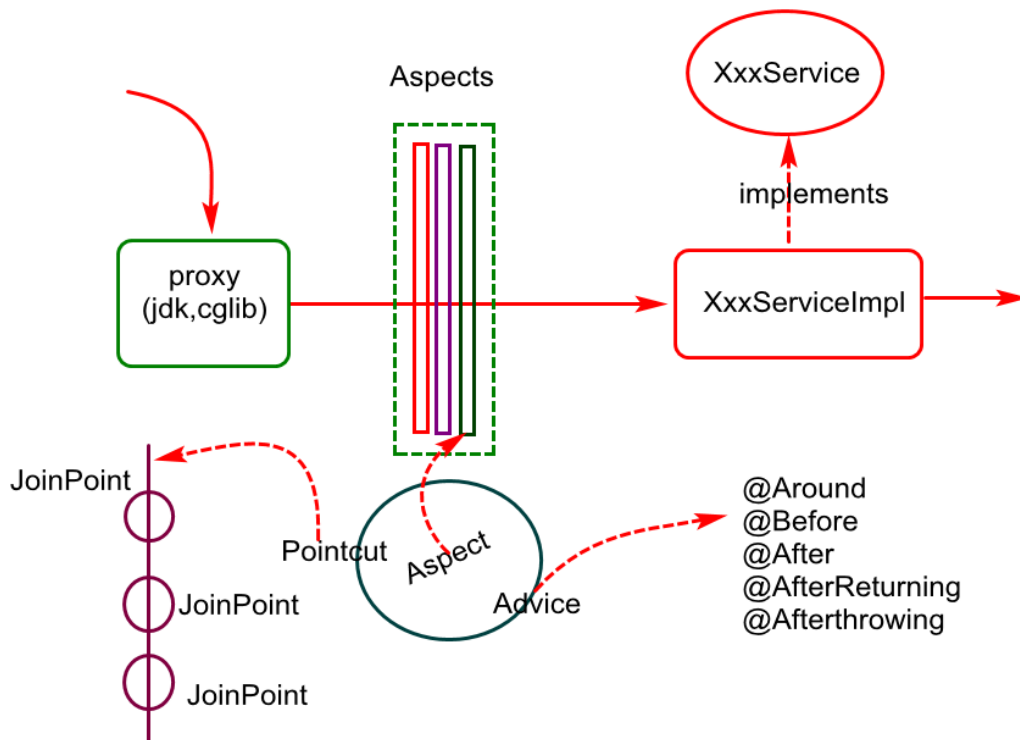 XxxService
Aspects
implements
proxy
(jdk,cglib)
XxxServiceImpl
JoinPoint
Pointcut
Aspect
Advice
@Around
@Before
@After
@AfterReturning
@Afterthrowing
JoinPoint
JoinPoint